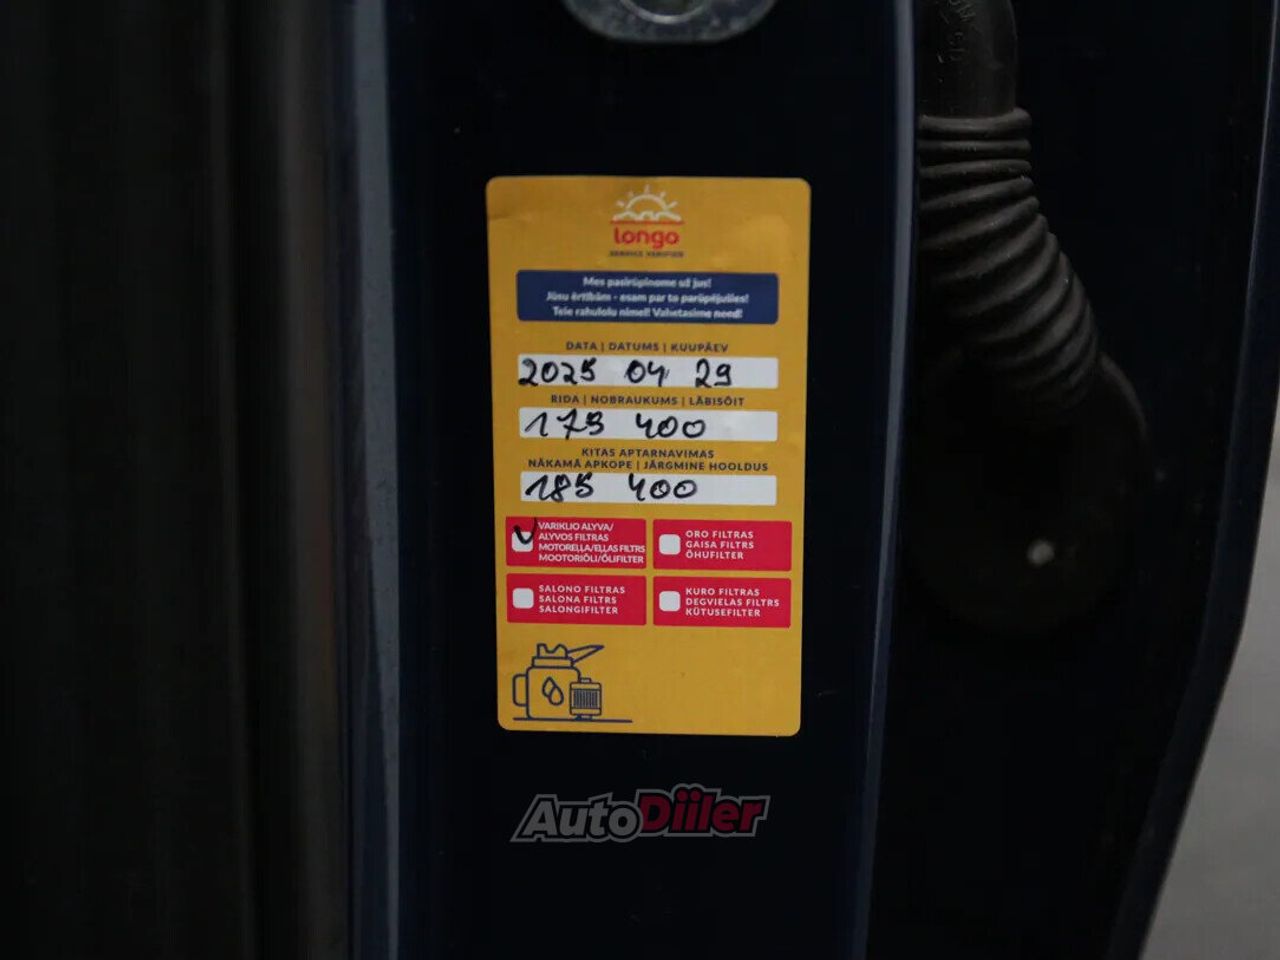 longo
SERVICE VERIFIED
Mes pasirūpinome už jus!
Jūsu ērtībām - esam par to parūpējušies!
Teie rahulolu nimel! Vahetasime need!
DATA | DATUMS | KUUPÄEV
2025 04 29
RIDA | NOBRAUKUMS | LÄBISÕIT
175 400
KITAS APTARNAVIMAS
NĀKAMĀ APKOPE | JÄRGMINE HOOLDUS
185 400
VARIKLIO ALYVA/
ALYVOS FILTRAS
MOTOREĻĻA/EĻĻAS FILTRS
MOOTORIÕLI/ÕLIFILTER
ORO FILTRAS
GAISA FILTRS
ÕHUFILTER
SALONO FILTRAS
SALONA FILTRS
SALONGIFILTER
KURO FILTRAS
DEGVIELAS FILTRS
KÜTUSEFILTER
AutoDiiler